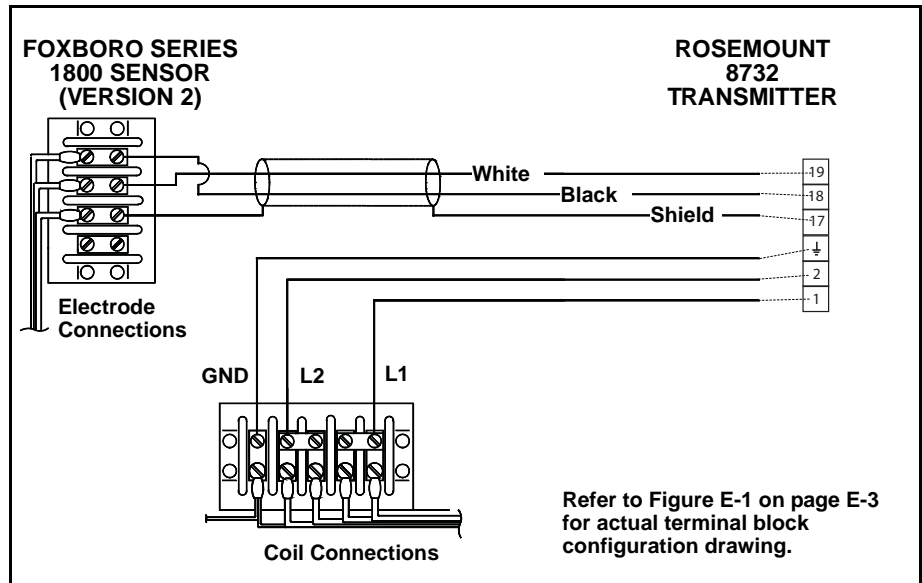 FOXBORO SERIES
1800 SENSOR
(VERSION 2)
ROSEMOUNT
8732
TRANSMITTER
White
Black
Shield
19
18
17
2
1
Electrode
Connections
GND
L2
L1
Coil Connections
Refer to Figure E-1 on page E-3
for actual terminal block
configuration drawing.